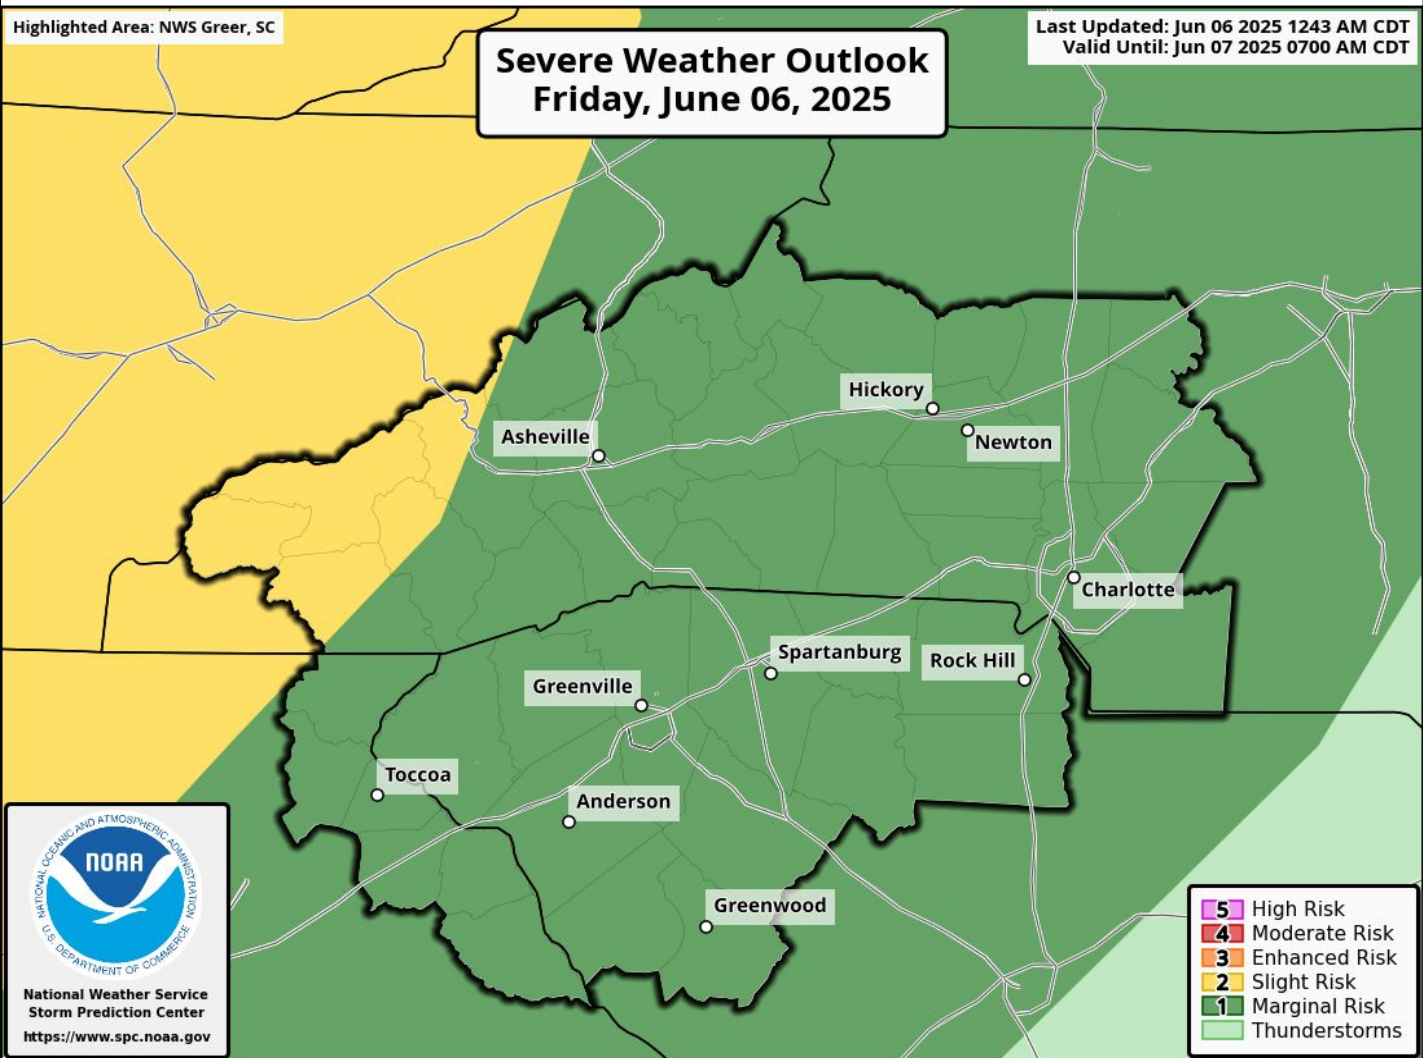 Highlighted Area: NWS Greer, SC
Severe Weather Outlook
Friday, June 06, 2025
Last Updated: Jun 06 2025 1243 AM CDT
Valid Until: Jun 07 2025 0700 AM CDT
Hickory
Asheville
Newton
Charlotte
Spartanburg
Rock Hill
Greenville
Toccoa
Anderson
Greenwood
NATIONAL OCEANIC AND ATMOSPHERIC ADMINISTRATION
NOAA
U.S. DEPARTMENT OF COMMERCE
National Weather Service
Storm Prediction Center
https://www.spc.noaa.gov
5 High Risk
4 Moderate Risk
3 Enhanced Risk
2 Slight Risk
1 Marginal Risk
Thunderstorms